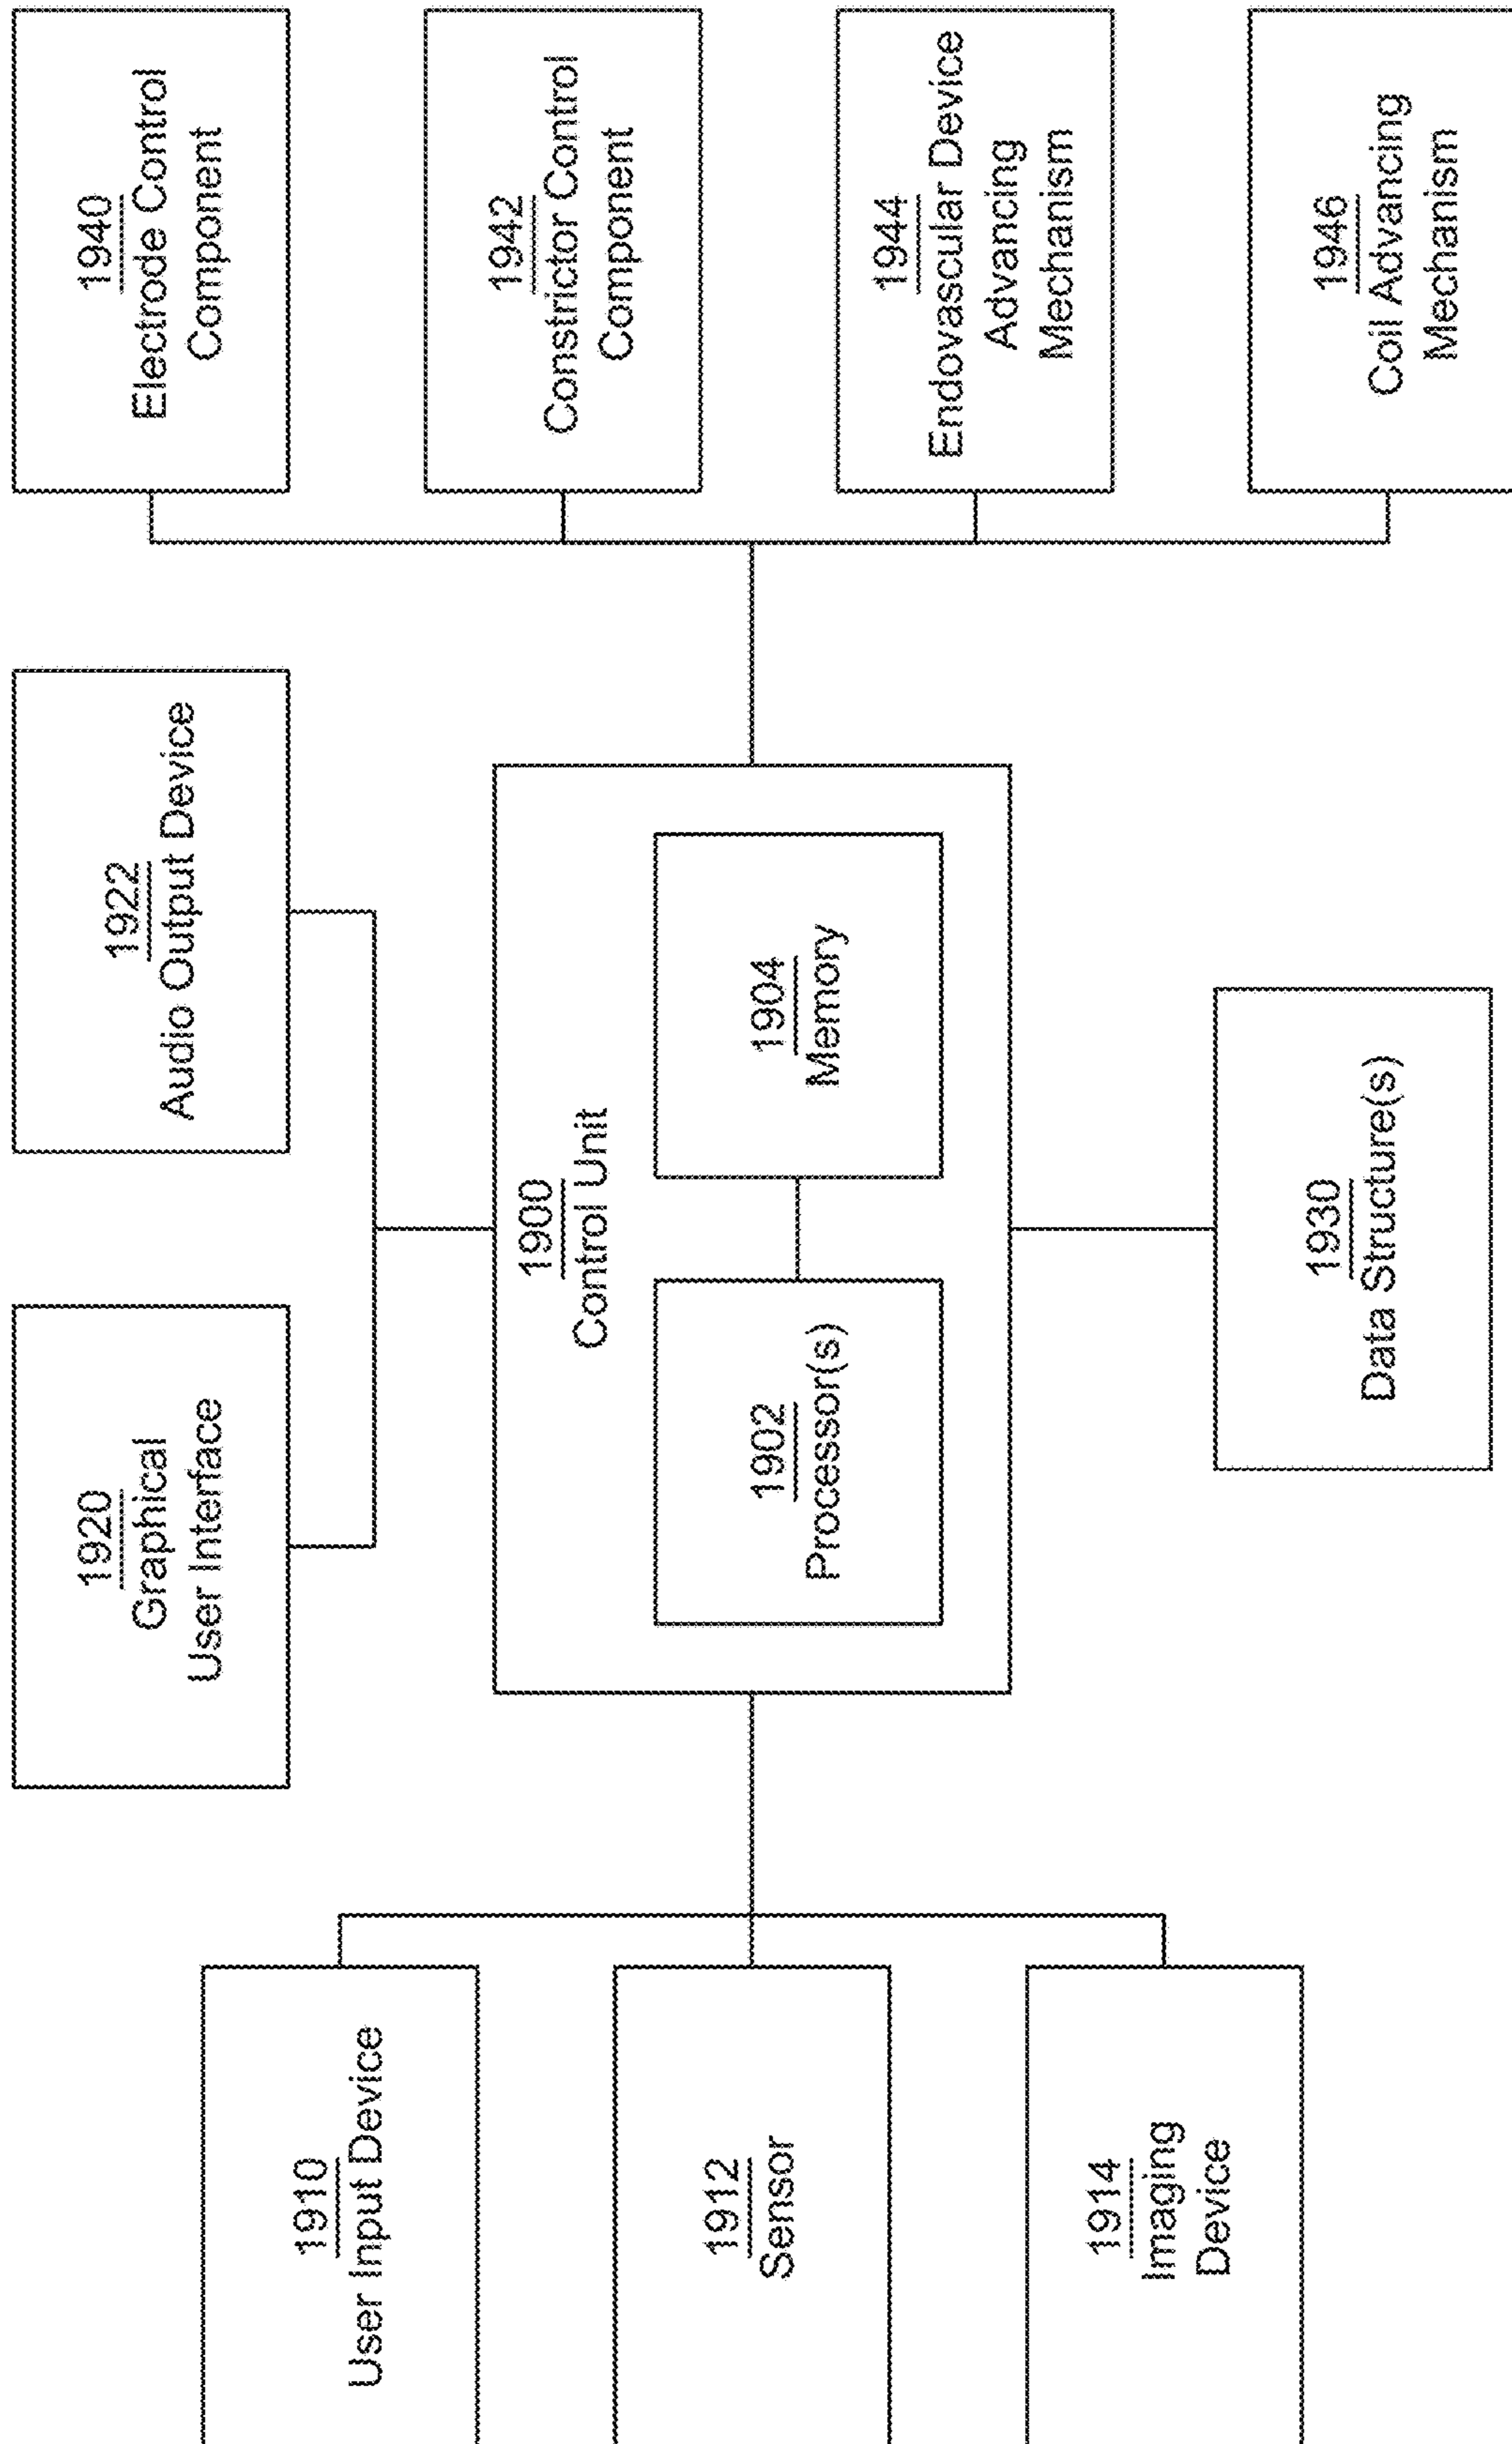 1910
User Input Device
1912
Sensor
1914
Imaging
Device
1920
Graphical
User Interface
1922
Audio Output Device
1900
Control Unit
1902
Processor(s)
1904
Memory
1930
Data Structure(s)
1940
Electrode Control
Component
1942
Constrictor Control
Component
1944
Endovascular Device
Advancing
Mechanism
1946
Coil Advancing
Mechanism